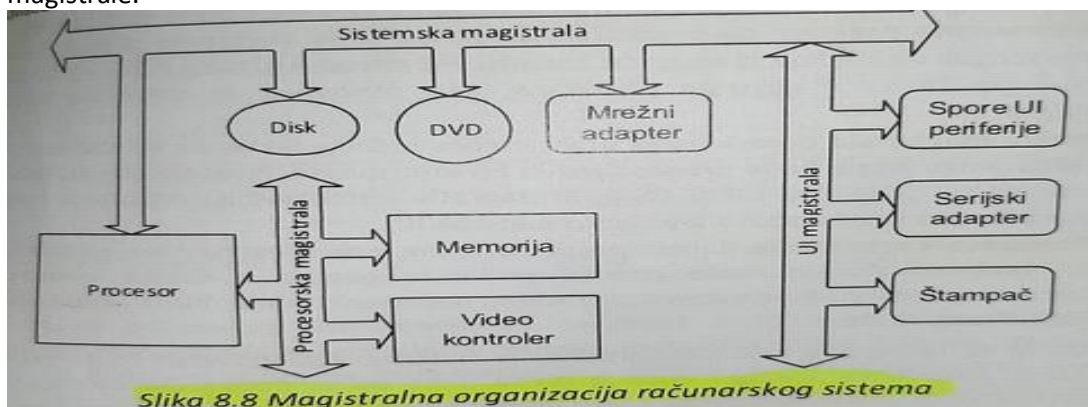 magistrale.
Sistemska magistrala
Disk
DVD
Mrežni
adapter
Spore UI
periferije
Procesorska magistrala
UI magistrala
Serijski
adapter
Memorija
Procesor
Štampač
Video
kontroler
Slika 8.8 Magistralna organizacija računarskog sistema